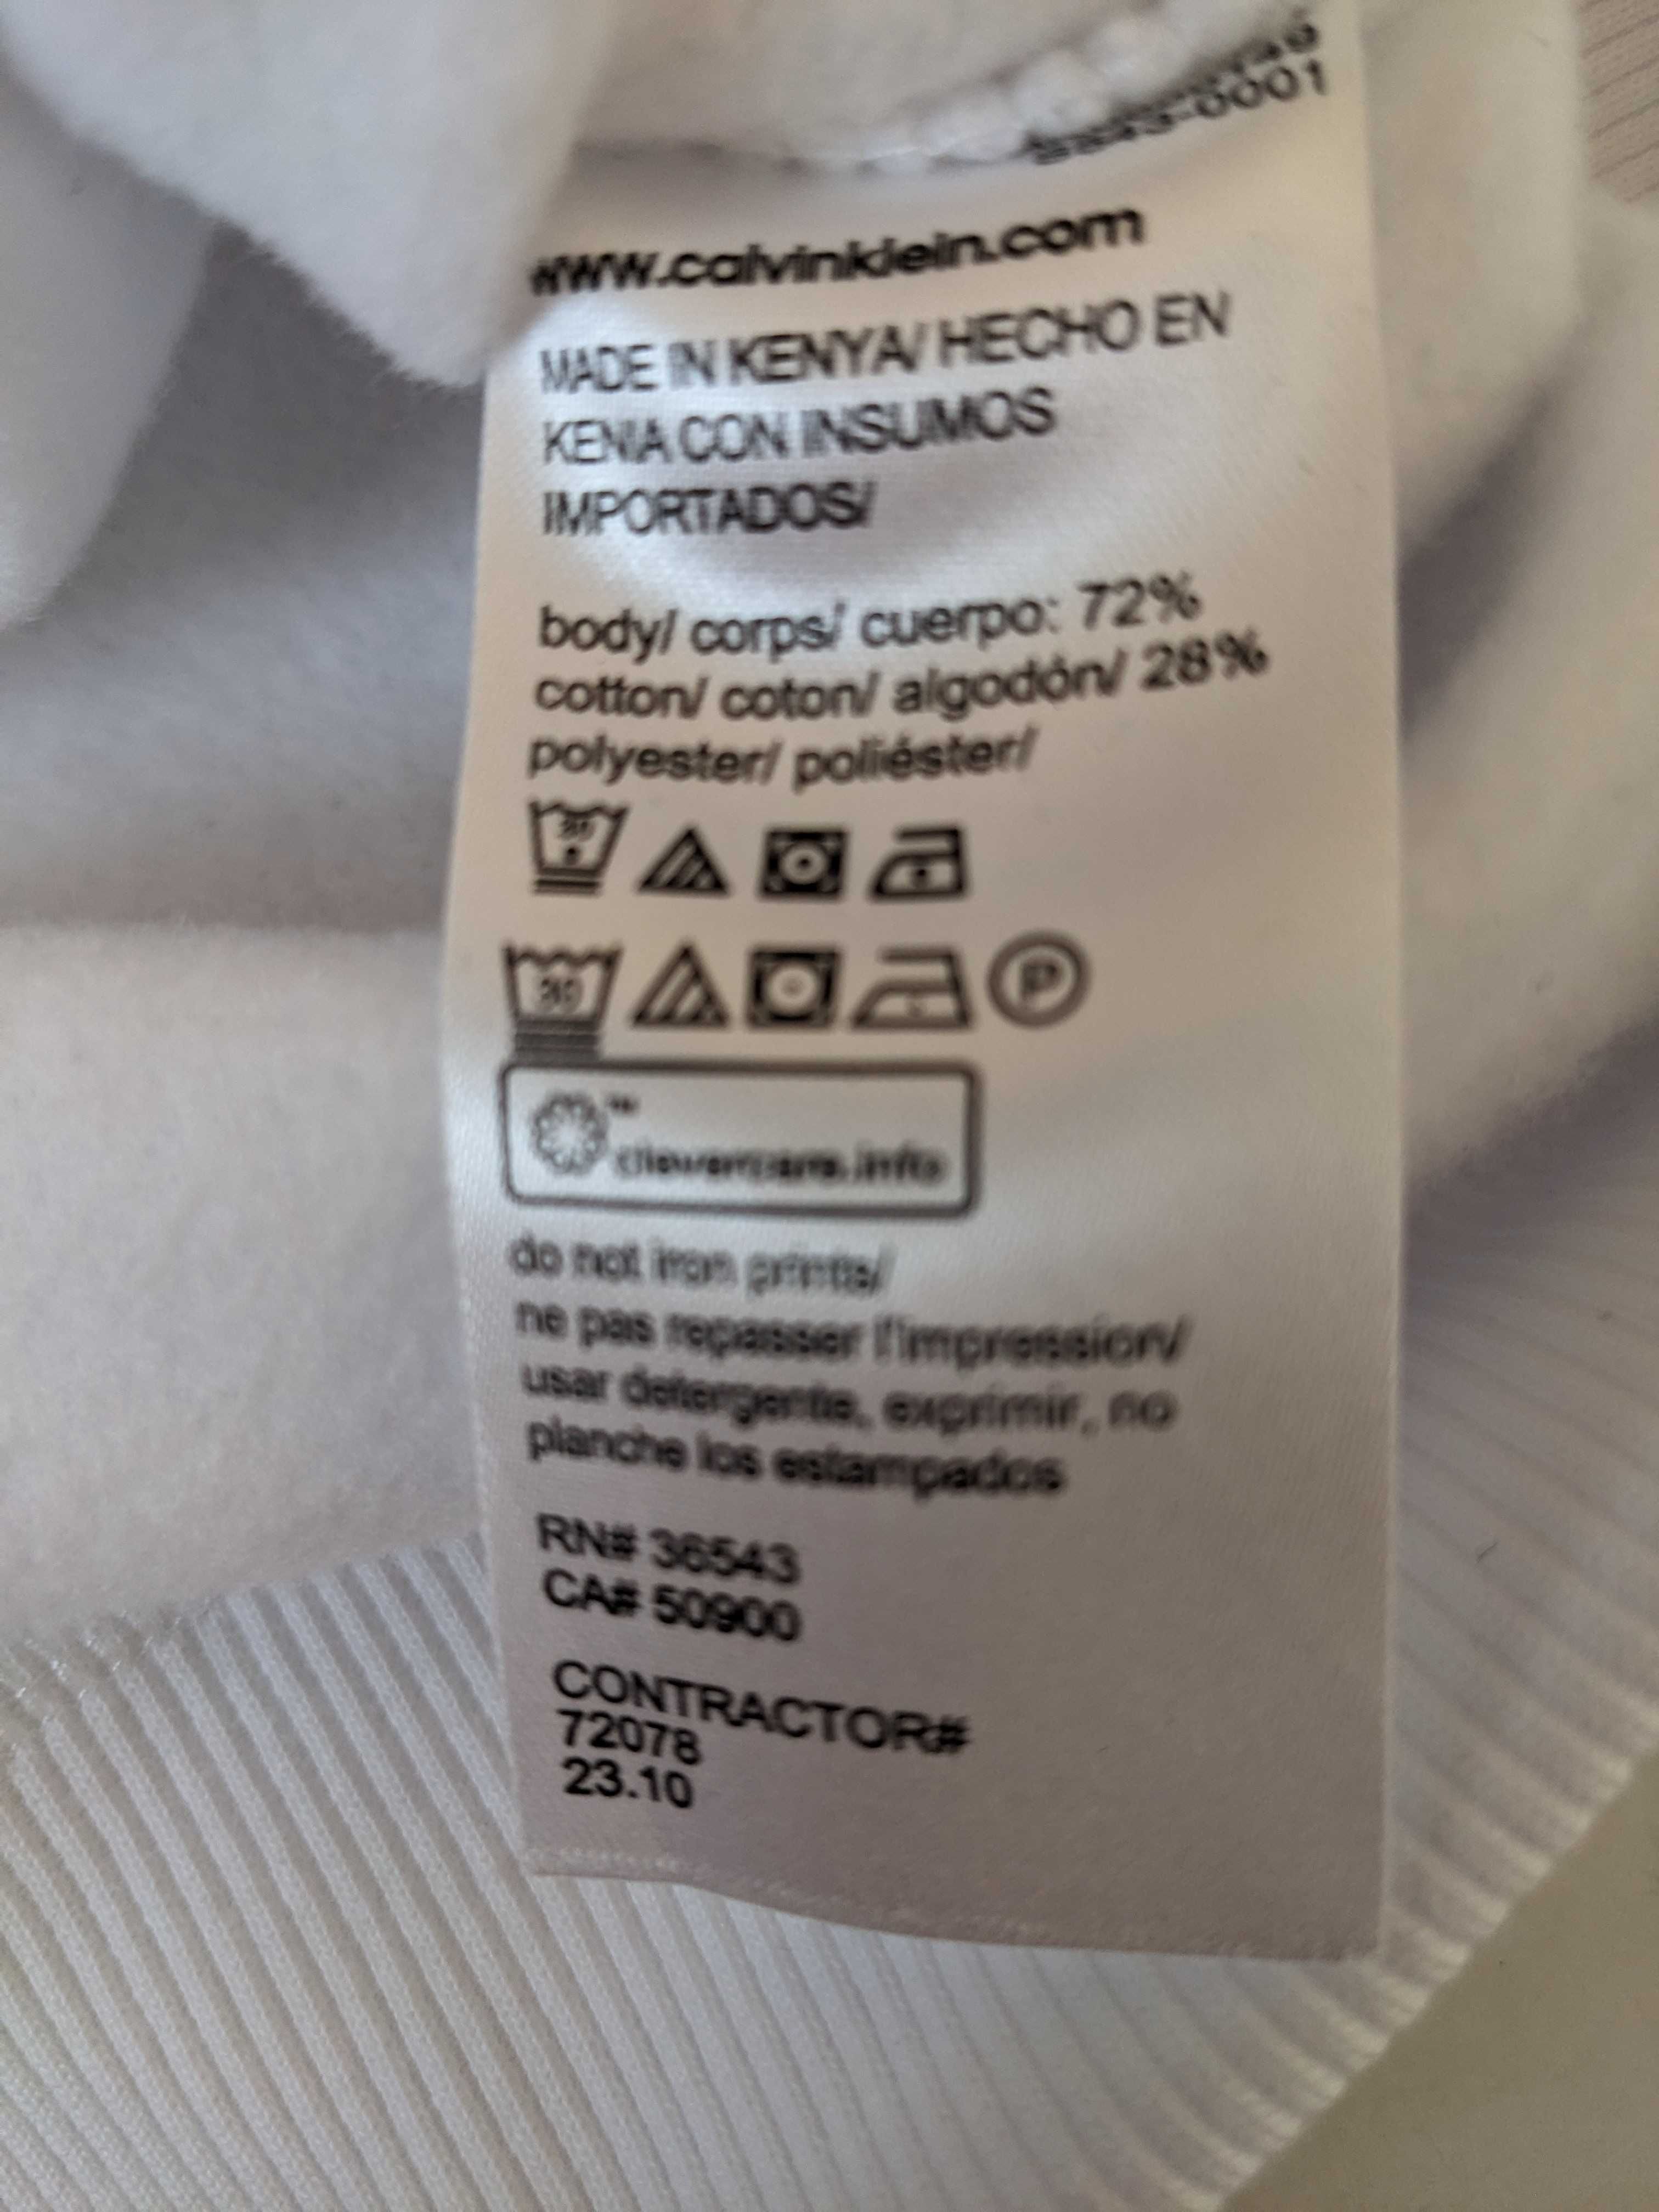 -0001
www.calvinklein.com
MADE IN KENYA/ HECHO EN
KENIA CON INSUMOS
IMPORTADOS/
body/ corps/ cuerpo: 72%
cotton/ coton/ algodón/ 28%
polyester/ poliéster/
30
30 P
™
clevercare.info
do not iron prints/
ne pas repasser l'impression/
usar detergente, exprimir, no
planche los estampados
RN# 36543
CA# 50900
CONTRACTOR#
72078
23.10